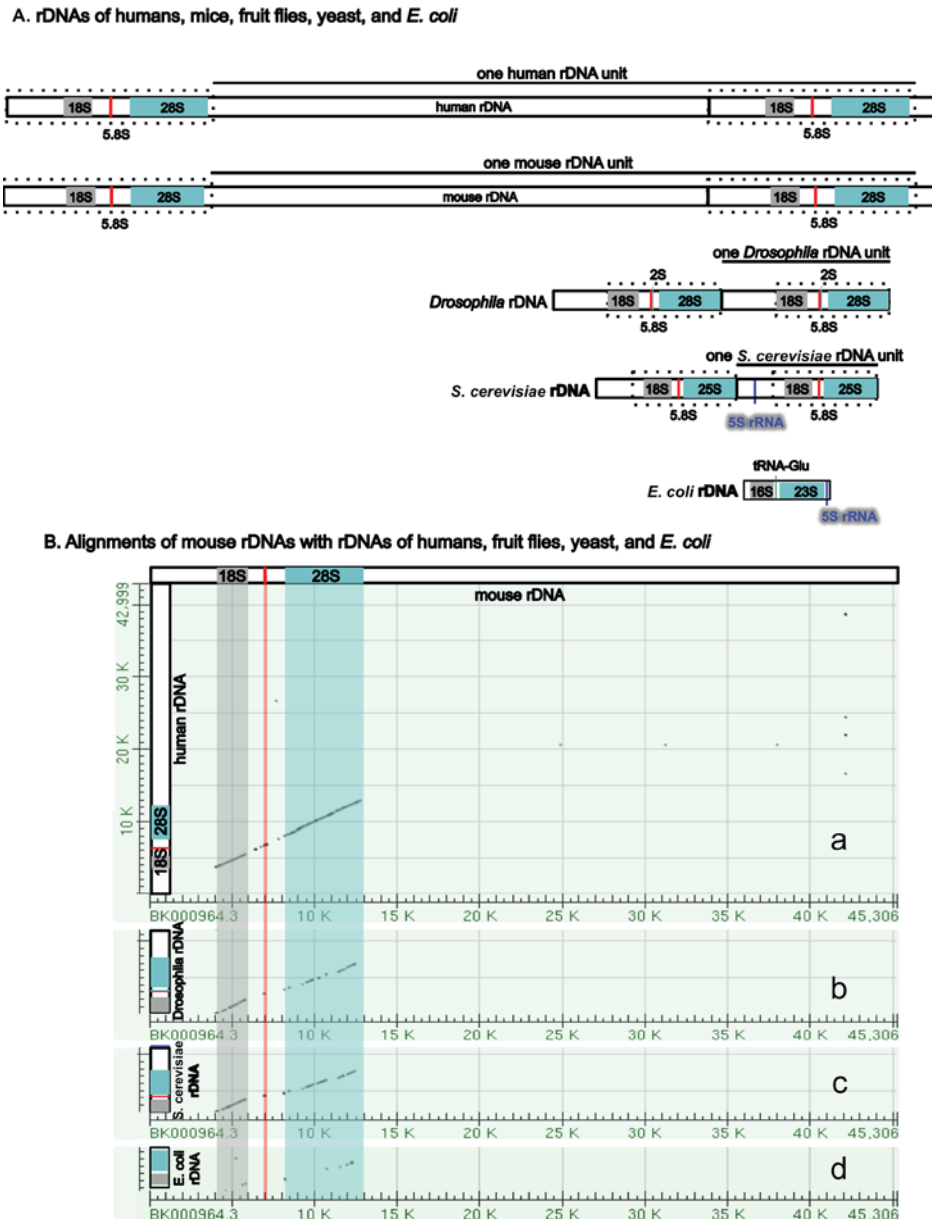 A. rDNAs of humans, mice, fruit flies, yeast, and E. coli
one human rDNA unit
18S 28S human rDNA 18S 28S
5.8S 5.8S
one mouse rDNA unit
18S 28S mouse rDNA 18S 28S
5.8S 5.8S
one Drosophila rDNA unit
2S 2S
Drosophila rDNA 18S 28S 18S 28S
5.8S 5.8S
one S. cerevisiae rDNA unit
S. cerevisiae rDNA 18S 25S 18S 25S
5.8S 5.8S
5S rRNA
tRNA-Glu
E. coli rDNA 16S 23S
5S rRNA
B. Alignments of mouse rDNAs with rDNAs of humans, fruit flies, yeast, and E. coli
18S 28S
mouse rDNA
42,999
30 K
20 K
10 K
human rDNA
28S
18S
a
BK000964.3 10 K 15 K 20 K 25 K 30 K 35 K 40 K 45,306
Drosophila rDNA
b
BK000964.3 10 K 15 K 20 K 25 K 30 K 35 K 40 K 45,306
S. cerevisiae
rDNA
c
BK000964.3 10 K 15 K 20 K 25 K 30 K 35 K 40 K 45,306
E. coli
rDNA
d
BK000964.3 10 K 15 K 20 K 25 K 30 K 35 K 40 K 45,306